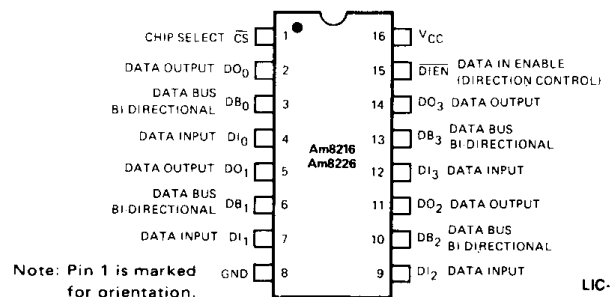 CHIP SELECT CS 1
DATA OUTPUT DO0 2
DATA BUS
BI DIRECTIONAL DB0 3
DATA INPUT DI0 4
DATA OUTPUT DO1 5
DATA BUS
BI-DIRECTIONAL DB1 6
DATA INPUT DI1 7
GND 8
Note: Pin 1 is marked
for orientation.
Am8216
Am8226
16 VCC
15 DIEN DATA IN ENABLE
(DIRECTION CONTROL)
14 DO3 DATA OUTPUT
13 DB3 DATA BUS
BI-DIRECTIONAL
12 DI3 DATA INPUT
11 DO2 DATA OUTPUT
10 DB2 DATA BUS
BI DIRECTIONAL
9 DI2 DATA INPUT
LIC-